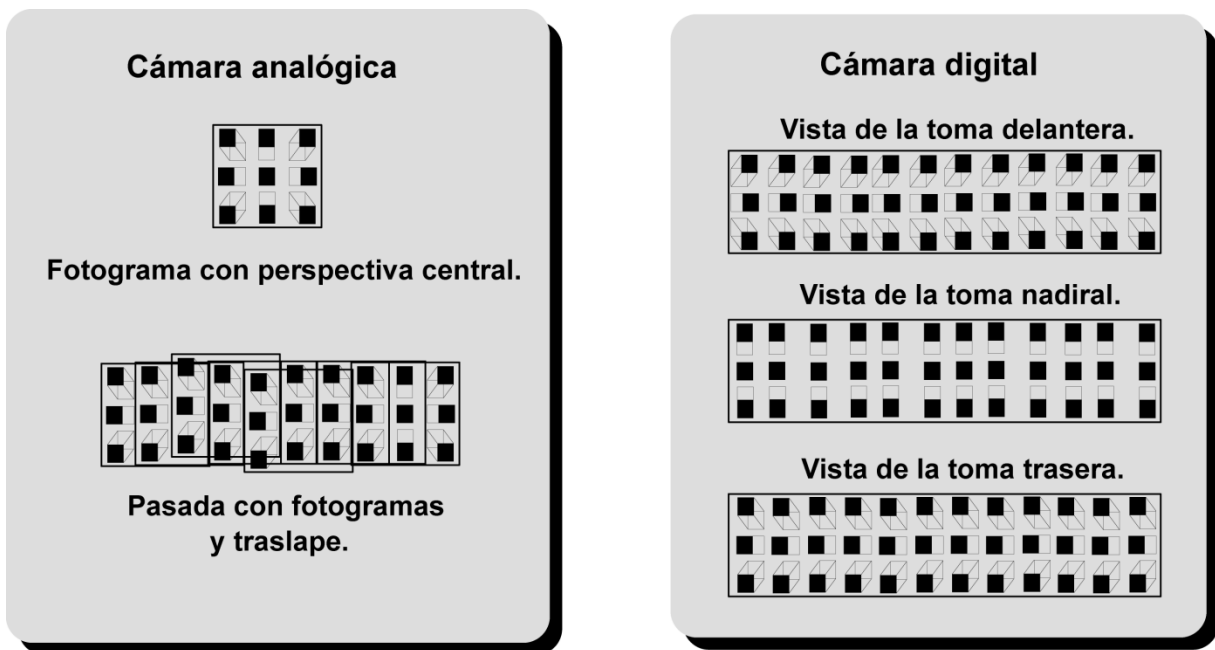 Cámara analógica
Fotograma con perspectiva central.
Pasada con fotogramas
y traslape.
Cámara digital
Vista de la toma delantera.
Vista de la toma nadiral.
Vista de la toma trasera.